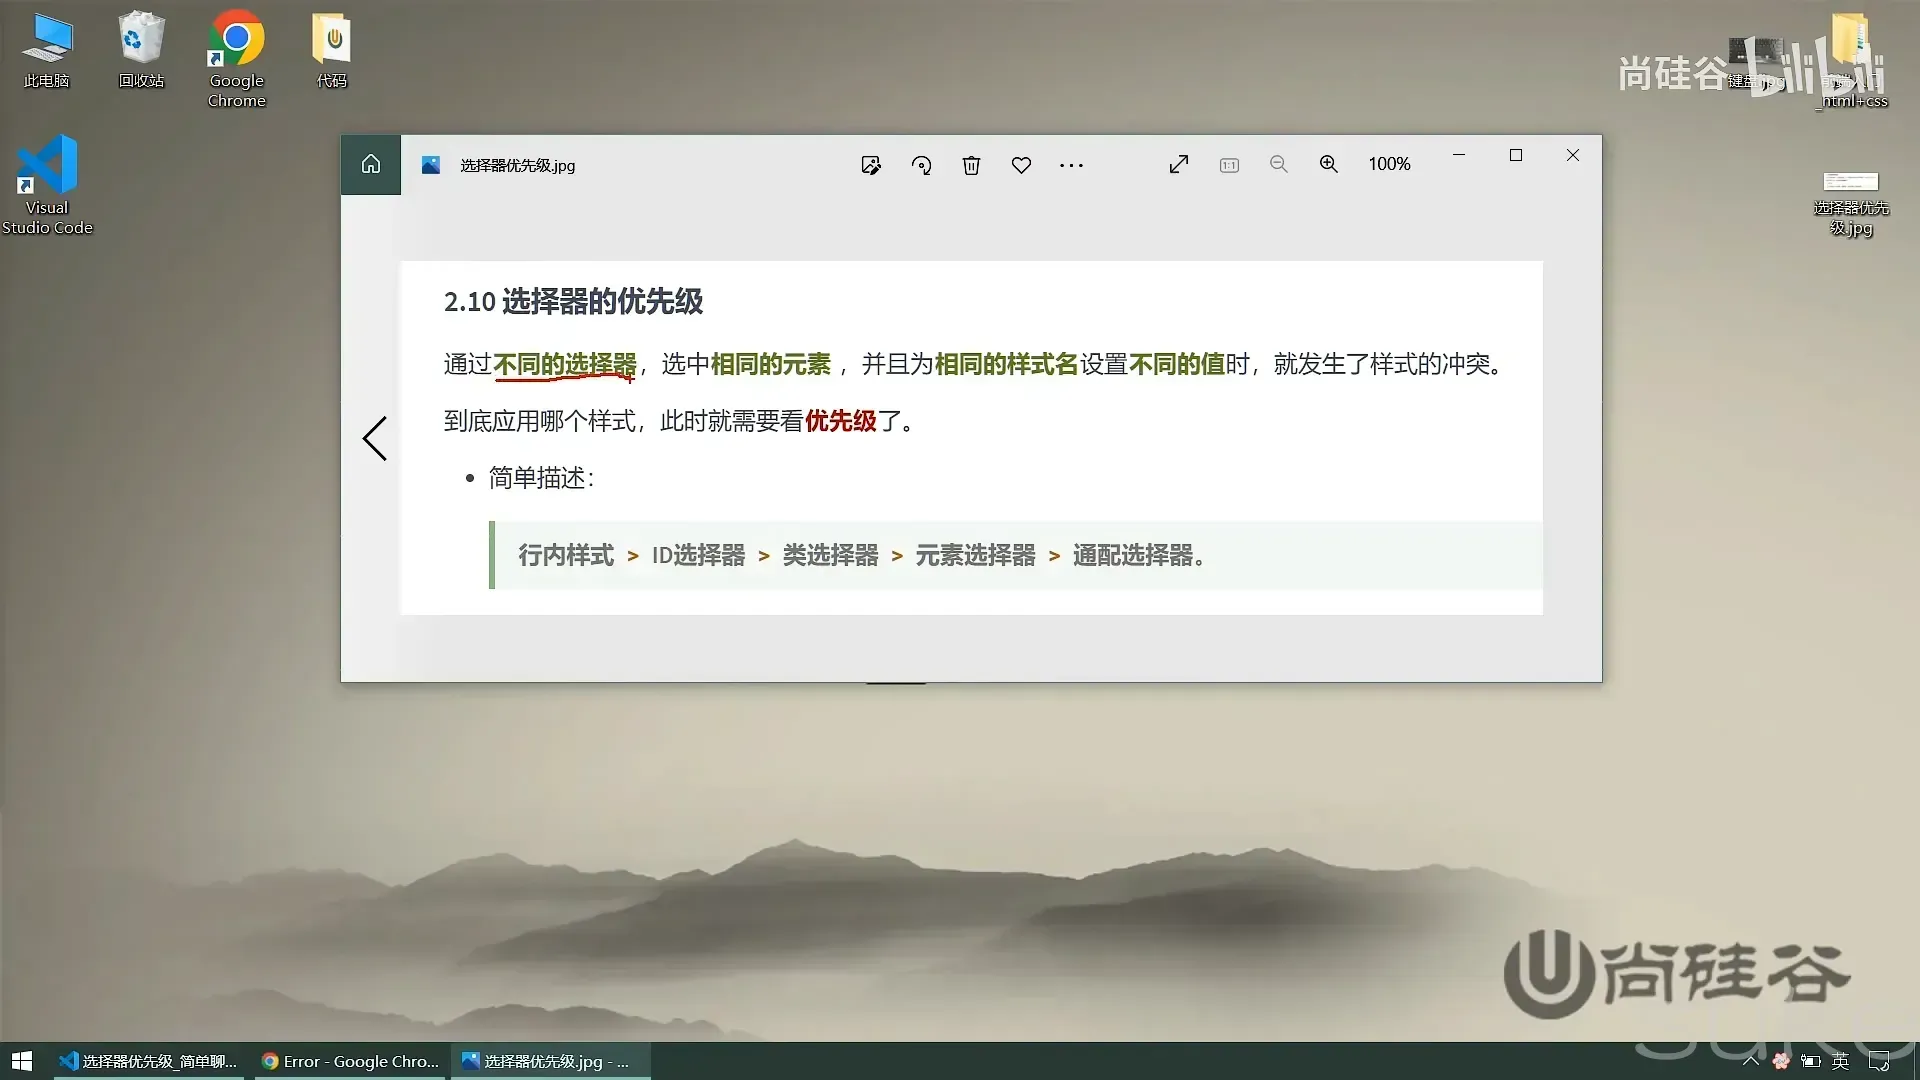 此电脑
回收站
Google
Chrome
代码
Visual
Studio Code
尚硅谷
bilibili
键盘.jpg
_html+css
选择器优先
级.jpg
选择器优先级.jpg
100%
2.10 选择器的优先级
通过不同的选择器，选中相同的元素 ，并且为相同的样式名设置不同的值时，就发生了样式的冲突。
到底应用哪个样式，此时就需要看优先级了。
• 简单描述：
行内样式 > ID选择器 > 类选择器 > 元素选择器 > 通配选择器。
尚硅谷
选择器优先级_简单聊...
Error - Google Chro...
选择器优先级.jpg - ...
英